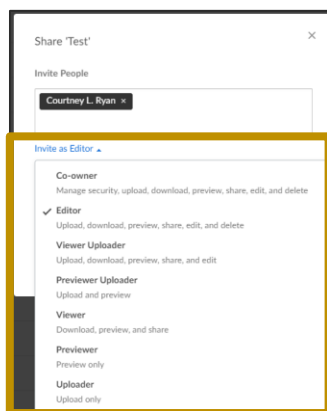 Share 'Test' ×
Invite People
Courtney L. Ryan ×
Invite as Editor ▴
Co-owner
Manage security, upload, download, preview, share, edit, and delete
✓ Editor
Upload, download, preview, share, edit, and delete
Viewer Uploader
Upload, download, preview, share, and edit
Previewer Uploader
Upload and preview
Viewer
Download, preview, and share
Previewer
Preview only
Uploader
Upload only